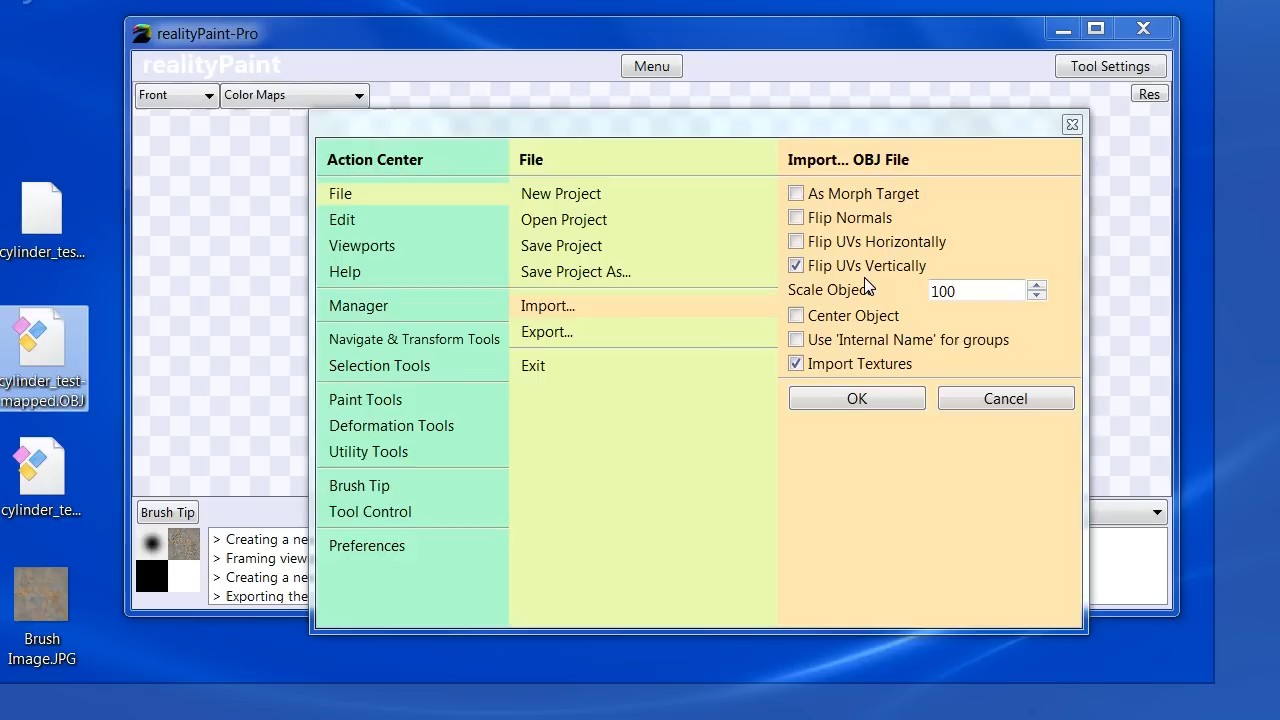 realityPaint-Pro
realityPaint
Menu
Tool Settings
Front
Color Maps
Res
Action Center
File
Import... OBJ File
File
Edit
Viewports
Help
Manager
Navigate & Transform Tools
Selection Tools
Paint Tools
Deformation Tools
Utility Tools
Brush Tip
Tool Control
Preferences
New Project
Open Project
Save Project
Save Project As...
Import...
Export...
Exit
As Morph Target
Flip Normals
Flip UVs Horizontally
Flip UVs Vertically
Scale Object
100
Center Object
Use 'Internal Name' for groups
Import Textures
OK
Cancel
cylinder_tes...
cylinder_test-
mapped.OBJ
cylinder_te...
Brush
Image.JPG
Brush Tip
> Creating a ne
> Framing view
> Creating a ne
> Exporting the